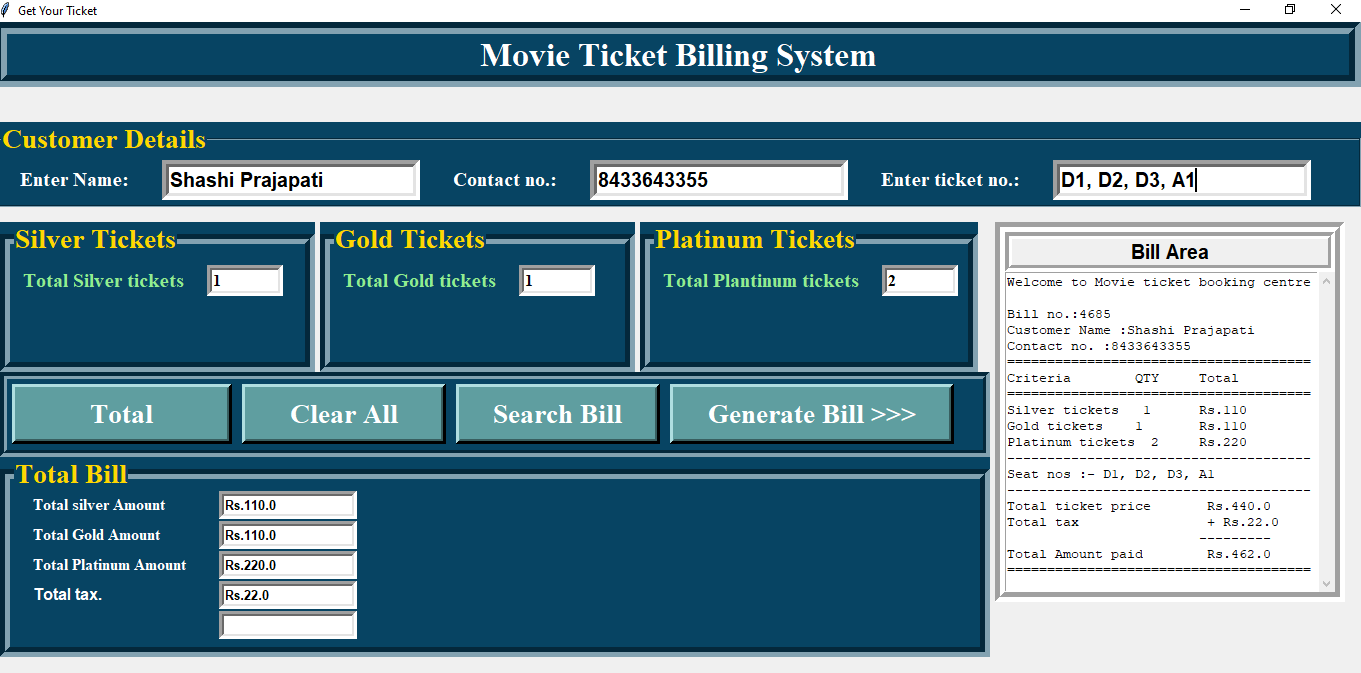 Get Your Ticket
Movie Ticket Billing System
Customer Details
Enter Name: Shashi Prajapati Contact no.: 8433643355 Enter ticket no.: D1, D2, D3, A1
Silver Tickets
Total Silver tickets 1
Gold Tickets
Total Gold tickets 1
Platinum Tickets
Total Plantinum tickets 2
Total Clear All Search Bill Generate Bill >>>
Total Bill
Total silver Amount Rs.110.0
Total Gold Amount Rs.110.0
Total Platinum Amount Rs.220.0
Total tax. Rs.22.0
Bill Area
Welcome to Movie ticket booking centre
Bill no.:4685
Customer Name :Shashi Prajapati
Contact no. :8433643355
======================================
Criteria QTY Total
======================================
Silver tickets 1 Rs.110
Gold tickets 1 Rs.110
Platinum tickets 2 Rs.220
--------------------------------------
Seat nos :- D1, D2, D3, A1
--------------------------------------
Total ticket price Rs.440.0
Total tax + Rs.22.0
---------
Total Amount paid Rs.462.0
======================================